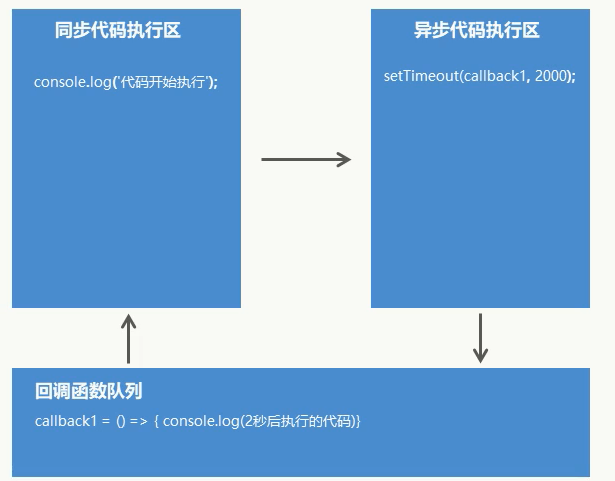 同步代码执行区
console.log('代码开始执行');
异步代码执行区
setTimeout(callback1, 2000);
回调函数队列
callback1 = () => { console.log(2秒后执行的代码)}